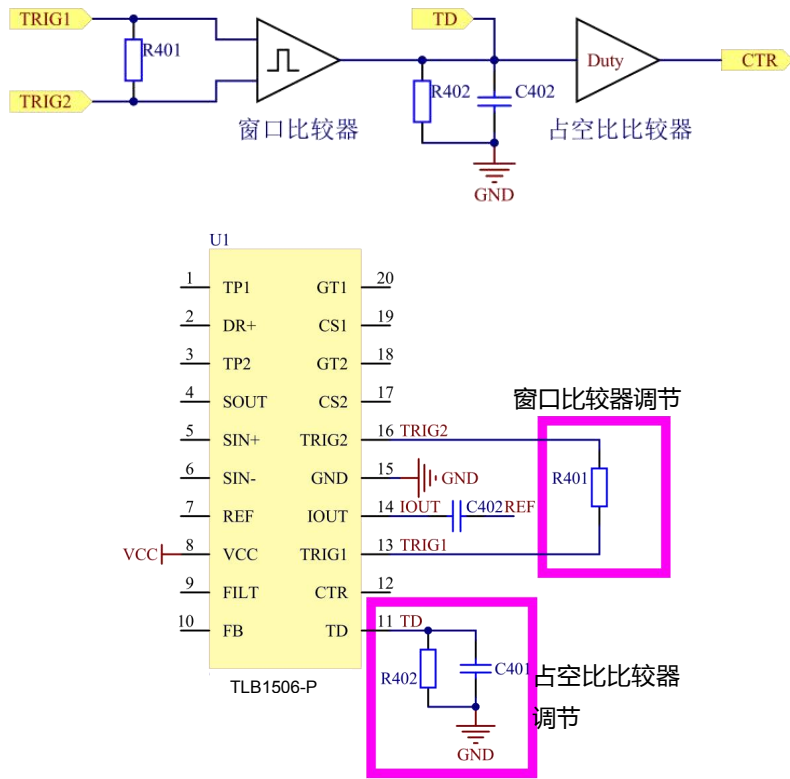 TRIG1
R401
TRIG2
窗口比较器
TD
R402
C402
GND
Duty
占空比比较器
CTR
U1
1 TP1 GT1 20
2 DR+ CS1 19
3 TP2 GT2 18
4 SOUT CS2 17
5 SIN+ TRIG2 16 TRIG2
6 SIN- GND 15 GND
7 REF IOUT 14 IOUT C402 REF
VCC 8 VCC TRIG1 13 TRIG1
9 FILT CTR 12
10 FB TD 11 TD
TLB1506-P
窗口比较器调节
R401
R402
C401
GND
占空比比较器
调节